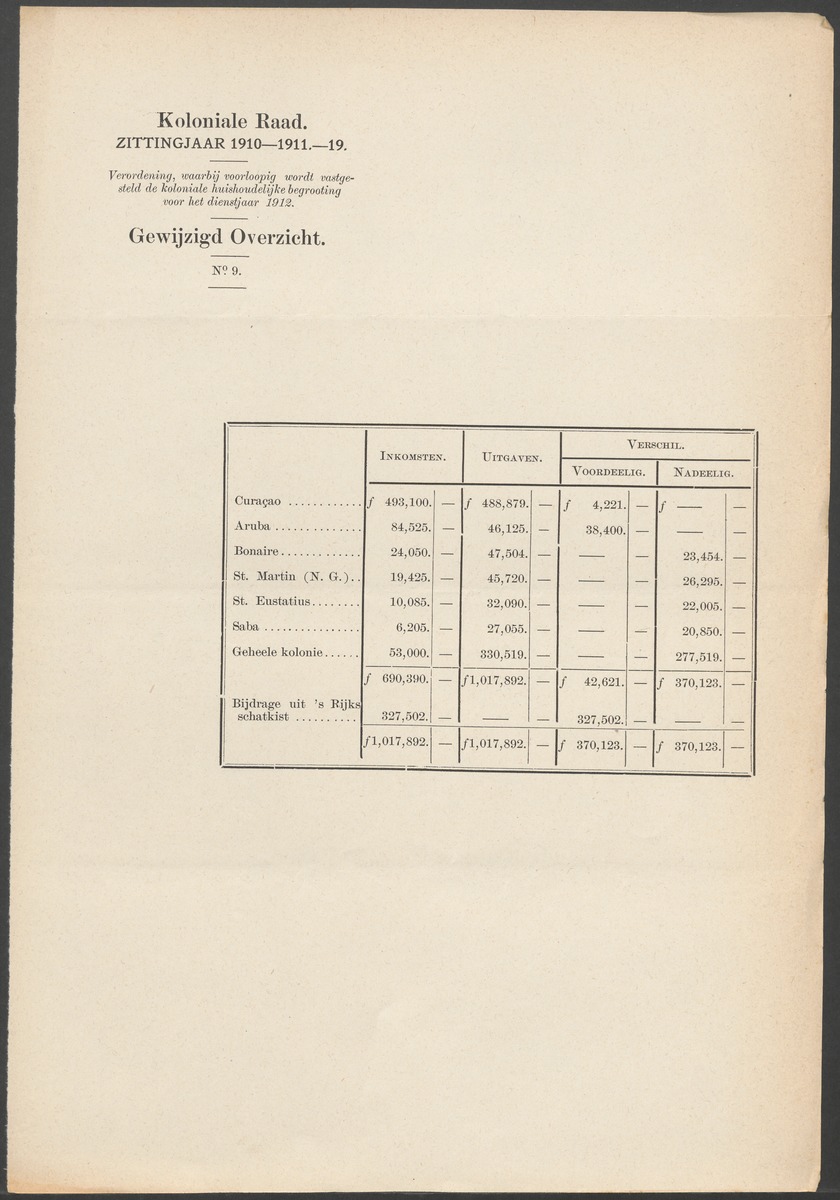 Koloniale Raad.
ZITTINGJAAR 1910—1911.—19.
Verordening, waarbij voorloopig wordt vastge-
steld de koloniale huishoudelijke begrooting
voor het dienstjaar 1912.
Gewijzigd Overzicht.
Nº 9.
INKOMSTEN. UITGAVEN. VERSCHIL.
VOORDEELIG. NADEELIG.
Curaçao ............ f 493,100. — f 488,879. — f 4,221. — f — —
Aruba .............. 84,525. — 46,125. — 38,400. — — —
Bonaire............. 24,050. — 47,504. — — — 23,454. —
St. Martin (N. G.).. 19,425. — 45,720. — — — 26,295. —
St. Eustatius........ 10,085. — 32,090. — — — 22,005. —
Saba ................ 6,205. — 27,055. — — — 20,850. —
Geheele kolonie...... 53,000. — 330,519. — — — 277,519. —
f 690,390. — f1,017,892. — f 42,621. — f 370,123. —
Bijdrage uit 's Rijks
schatkist .......... 327,502. — — — 327,502. — — —
f1,017,892. — f1,017,892. — f 370,123. — f 370,123. —